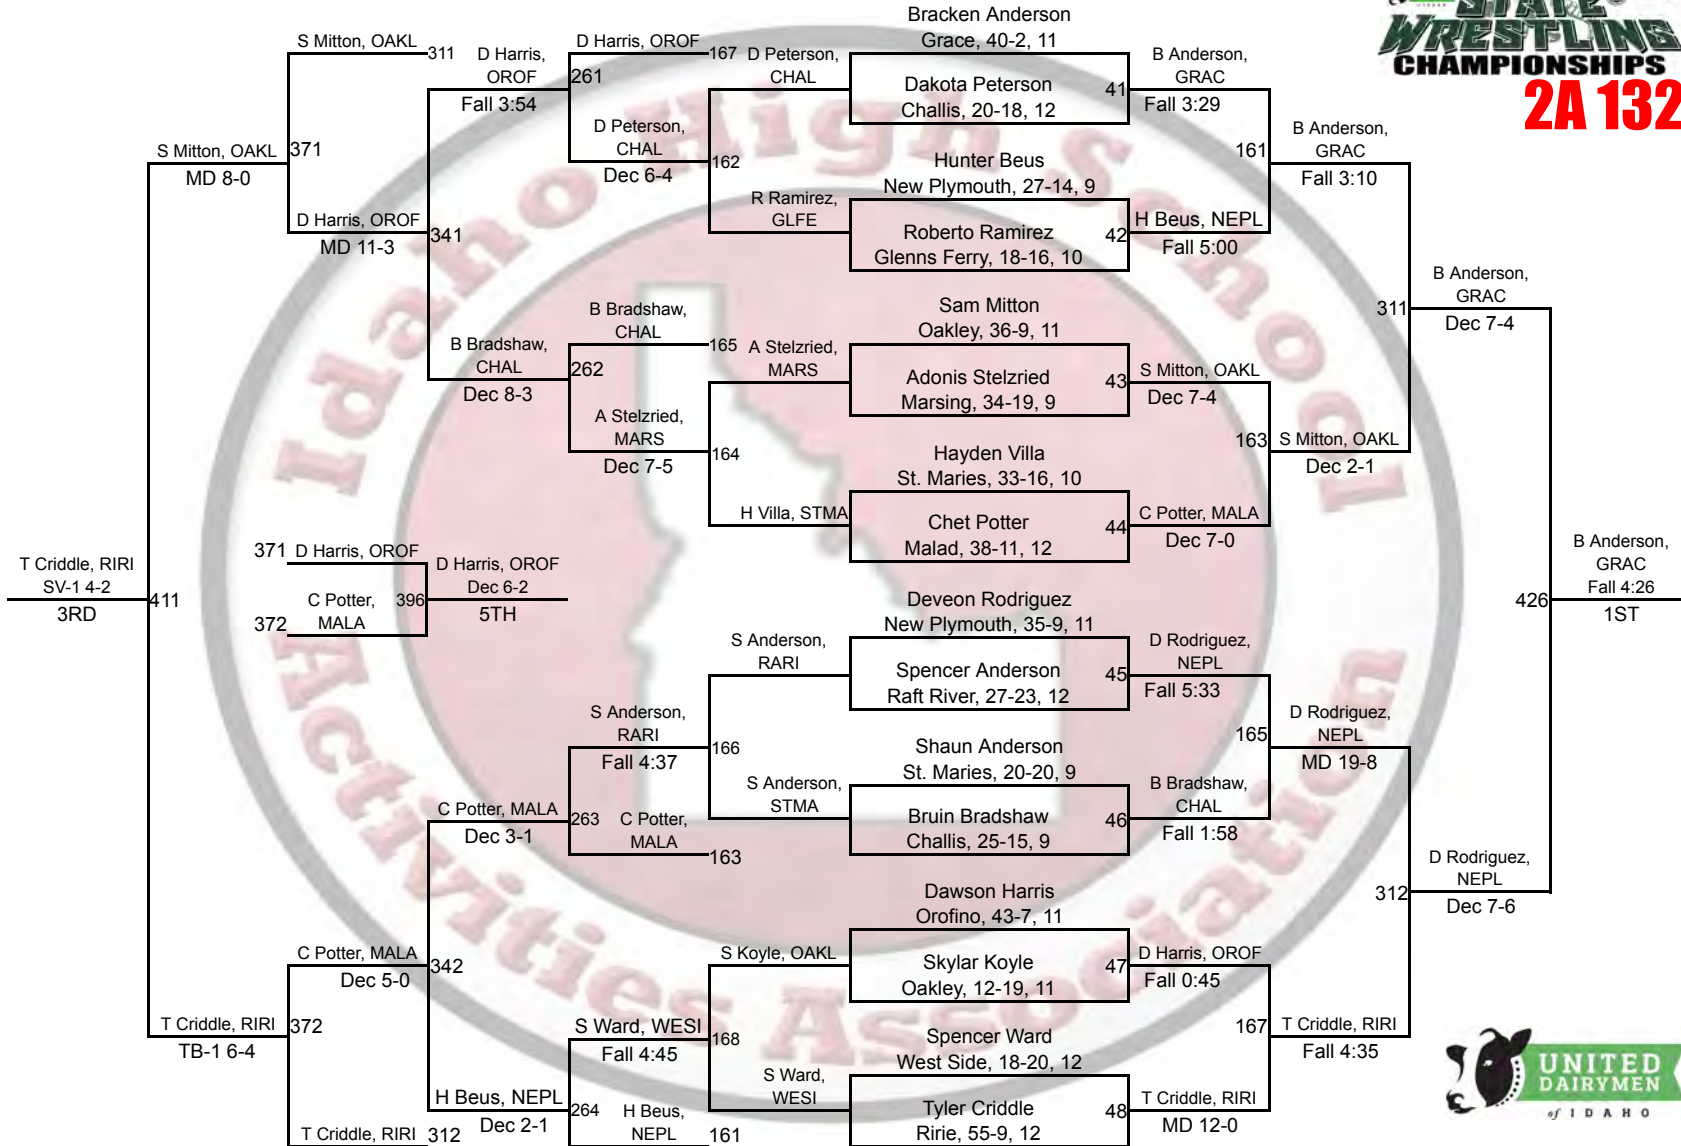 STATE
WRESTLING
CHAMPIONSHIPS
2A 132
Idaho High School
Activities Association
S Mitton, OAKL
311
D Harris,
OROF
Fall 3:54
261
D Harris, OROF
167
D Peterson,
CHAL
Dec 6-4
162
D Peterson,
CHAL
R Ramirez,
GLFE
S Mitton, OAKL
MD 8-0
371
D Harris, OROF
MD 11-3
341
B Bradshaw,
CHAL
Dec 8-3
262
B Bradshaw,
CHAL
165
A Stelzried,
MARS
Dec 7-5
164
A Stelzried,
MARS
H Villa, STMA
T Criddle, RIRI
SV-1 4-2
3RD
411
371
D Harris, OROF
372
C Potter,
MALA
396
D Harris, OROF
Dec 6-2
5TH
S Anderson,
RARI
S Anderson,
RARI
Fall 4:37
166
S Anderson,
STMA
C Potter, MALA
Dec 3-1
263
C Potter,
MALA
163
C Potter, MALA
Dec 5-0
342
T Criddle, RIRI
TB-1 6-4
372
S Koyle, OAKL
S Ward, WESI
Fall 4:45
168
S Ward,
WESI
H Beus, NEPL
Dec 2-1
264
H Beus,
NEPL
161
T Criddle, RIRI
312
Bracken Anderson
Grace, 40-2, 11
Dakota Peterson
Challis, 20-18, 12
41
B Anderson,
GRAC
Fall 3:29
Hunter Beus
New Plymouth, 27-14, 9
Roberto Ramirez
Glenns Ferry, 18-16, 10
42
H Beus, NEPL
Fall 5:00
161
B Anderson,
GRAC
Fall 3:10
Sam Mitton
Oakley, 36-9, 11
Adonis Stelzried
Marsing, 34-19, 9
43
S Mitton, OAKL
Dec 7-4
Hayden Villa
St. Maries, 33-16, 10
Chet Potter
Malad, 38-11, 12
44
C Potter, MALA
Dec 7-0
163
S Mitton, OAKL
Dec 2-1
311
B Anderson,
GRAC
Dec 7-4
Deveon Rodriguez
New Plymouth, 35-9, 11
Spencer Anderson
Raft River, 27-23, 12
45
D Rodriguez,
NEPL
Fall 5:33
Shaun Anderson
St. Maries, 20-20, 9
Bruin Bradshaw
Challis, 25-15, 9
46
B Bradshaw,
CHAL
Fall 1:58
165
D Rodriguez,
NEPL
MD 19-8
Dawson Harris
Orofino, 43-7, 11
Skylar Koyle
Oakley, 12-19, 11
47
D Harris, OROF
Fall 0:45
Spencer Ward
West Side, 18-20, 12
Tyler Criddle
Ririe, 55-9, 12
48
T Criddle, RIRI
MD 12-0
167
T Criddle, RIRI
Fall 4:35
312
D Rodriguez,
NEPL
Dec 7-6
426
B Anderson,
GRAC
Fall 4:26
1ST
UNITED
DAIRYMEN
of IDAHO